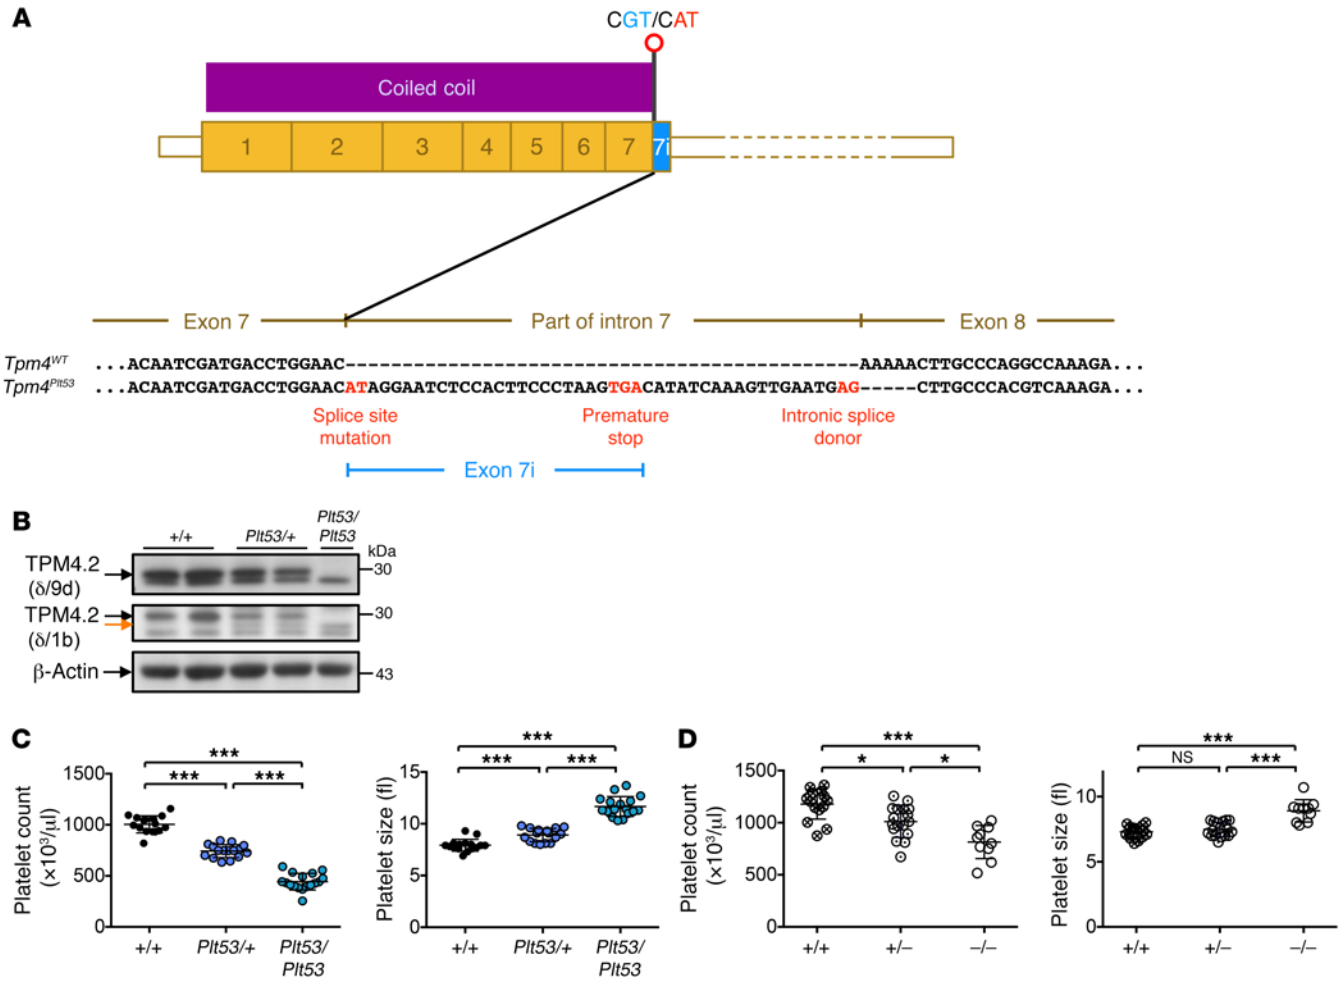 A
CGT/CAT
Coiled coil
1 2 3 4 5 6 7 7i
Exon 7 Part of intron 7 Exon 8
Tpm4WT ...ACAATCGATGACCTGGAAC----------------------------------------------AAAAACTTGCCCAGGCCAAAGA...
Tpm4Plt53 ...ACAATCGATGACCTGGAACATAGGAATCTCCACTTCCCTAAGTGACATATCAAAGTTGAATGAG-----CTTGCCCACGTCAAAGA...
Splice site Premature Intronic splice
mutation stop donor
Exon 7i
B
+/+ Plt53/+ Plt53/
Plt53
kDa
TPM4.2
(δ/9d)
30
TPM4.2
(δ/1b)
30
β-Actin
43
C
Platelet count
(×10³/µl)
1500
1000
500
0
*** *** ***
+/+ Plt53/+ Plt53/
Plt53
Platelet size (fl)
15
10
5
0
*** *** ***
+/+ Plt53/+ Plt53/
Plt53
D
Platelet count
(×10³/µl)
1500
1000
500
0
*** * *
+/+ +/− −/−
Platelet size (fl)
10
5
0
*** NS ***
+/+ +/− −/−